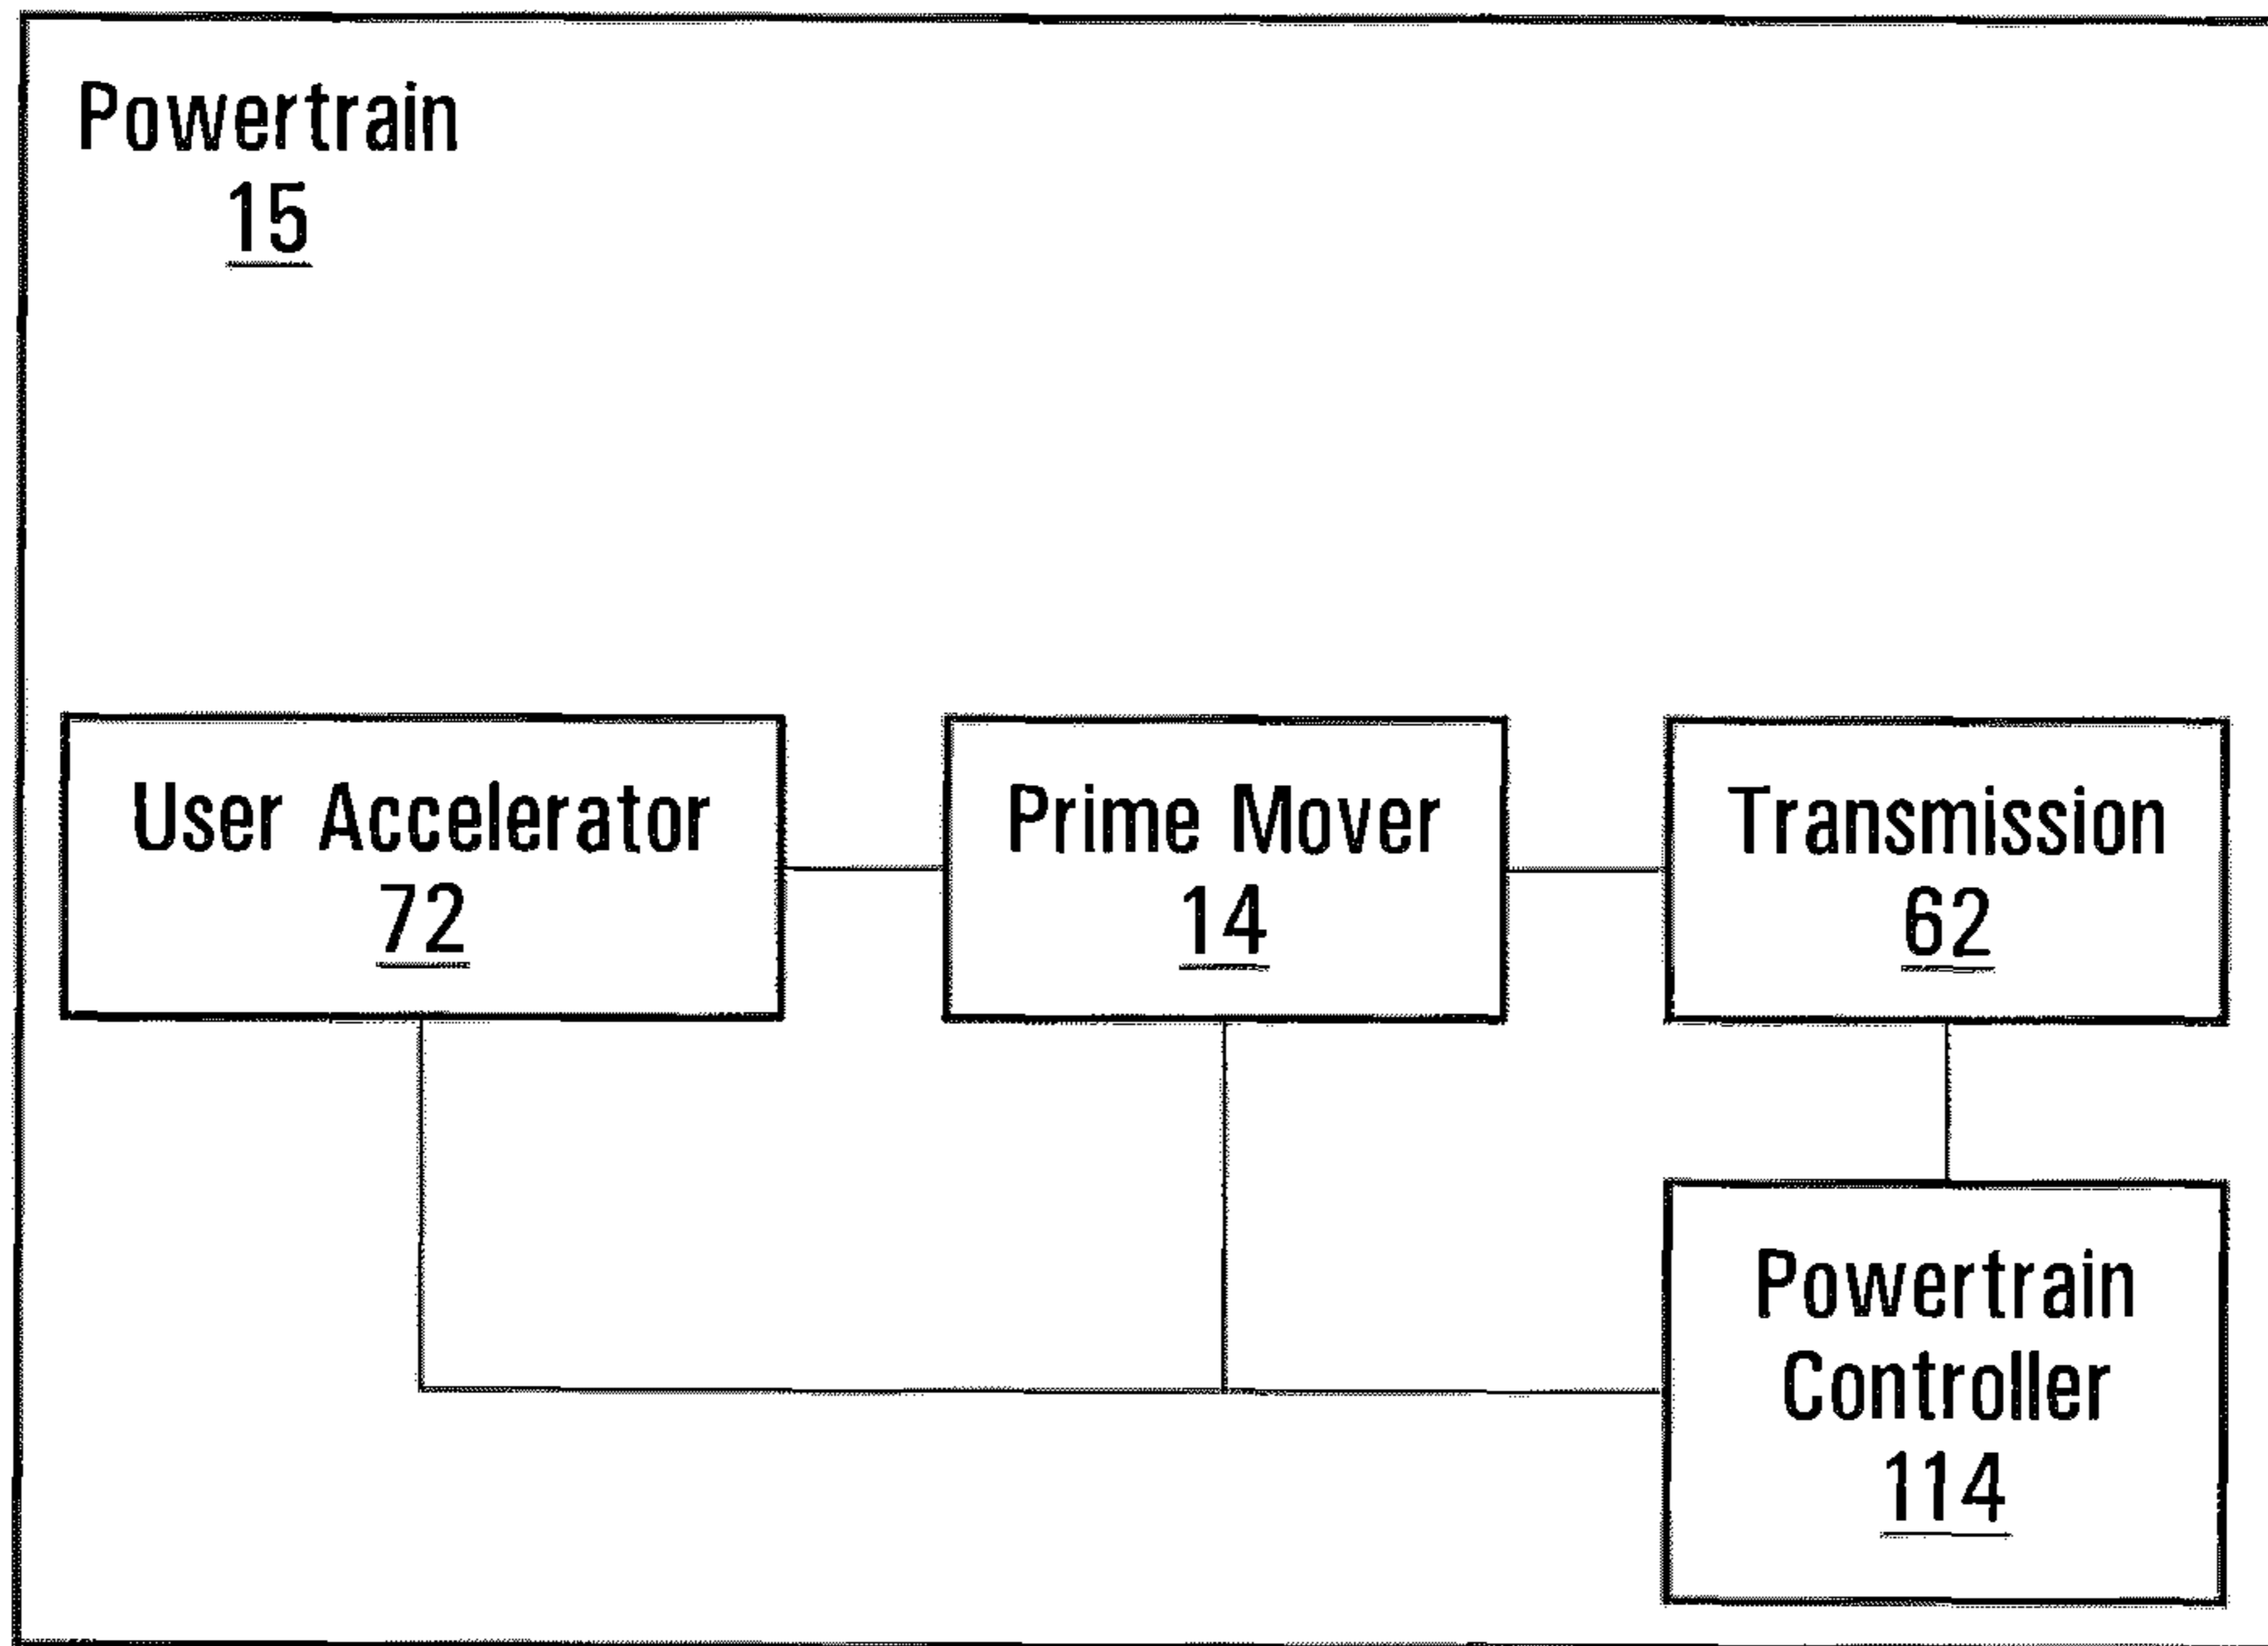 Powertrain
15
User Accelerator
72
Prime Mover
14
Transmission
62
Powertrain
Controller
114